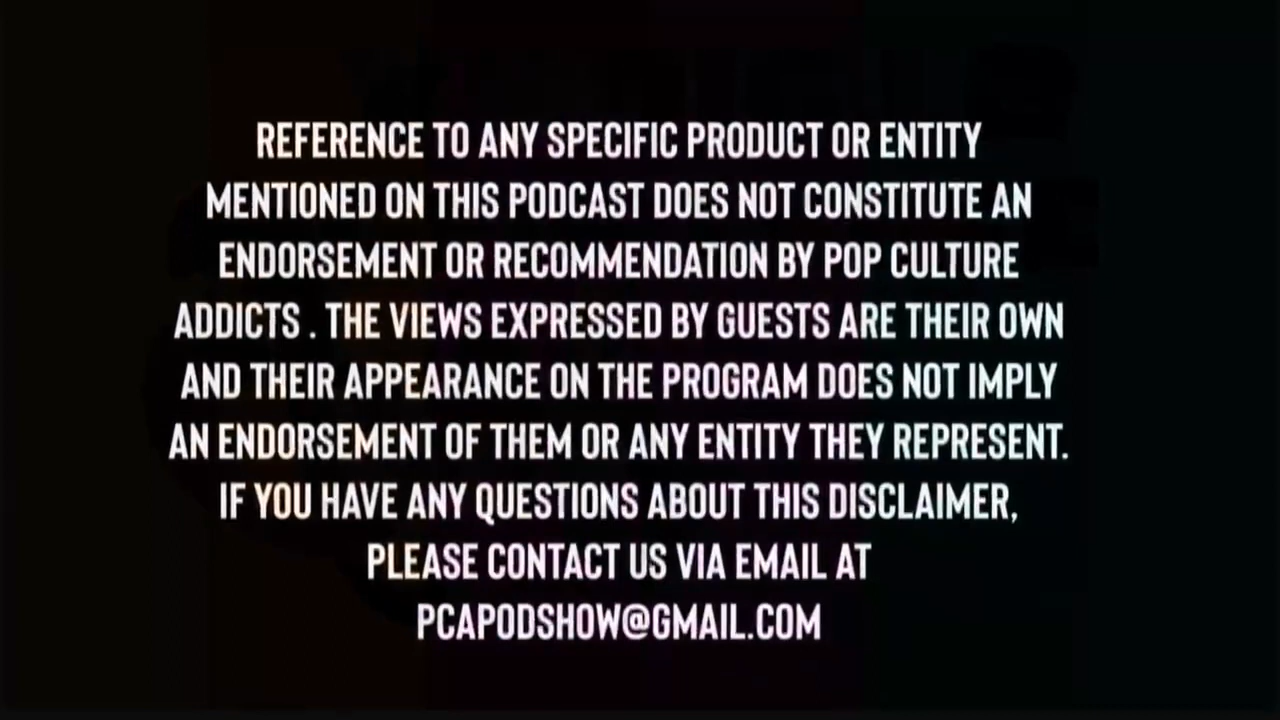 REFERENCE TO ANY SPECIFIC PRODUCT OR ENTITY
MENTIONED ON THIS PODCAST DOES NOT CONSTITUTE AN
ENDORSEMENT OR RECOMMENDATION BY POP CULTURE
ADDICTS . THE VIEWS EXPRESSED BY GUESTS ARE THEIR OWN
AND THEIR APPEARANCE ON THE PROGRAM DOES NOT IMPLY
AN ENDORSEMENT OF THEM OR ANY ENTITY THEY REPRESENT.
IF YOU HAVE ANY QUESTIONS ABOUT THIS DISCLAIMER,
PLEASE CONTACT US VIA EMAIL AT
PCAPODSHOW@GMAIL.COM